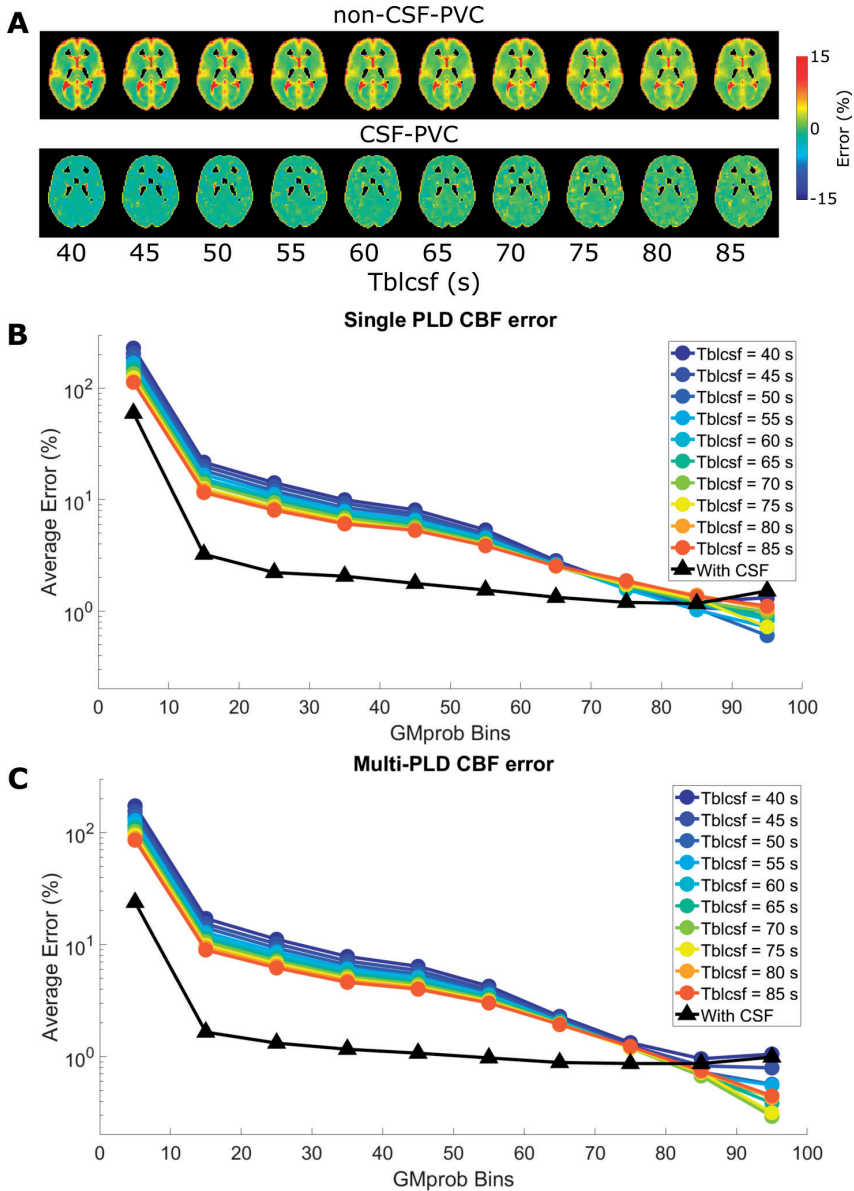 A
non-CSF-PVC
15
0
-15
Error (%)
CSF-PVC
40 45 50 55 60 65 70 75 80 85
Tblcsf (s)
B
Single PLD CBF error
10^2
10^1
10^0
Average Error (%)
Tblcsf = 40 s
Tblcsf = 45 s
Tblcsf = 50 s
Tblcsf = 55 s
Tblcsf = 60 s
Tblcsf = 65 s
Tblcsf = 70 s
Tblcsf = 75 s
Tblcsf = 80 s
Tblcsf = 85 s
With CSF
0 10 20 30 40 50 60 70 80 90 100
GMprob Bins
C
Multi-PLD CBF error
10^2
10^1
10^0
Average Error (%)
Tblcsf = 40 s
Tblcsf = 45 s
Tblcsf = 50 s
Tblcsf = 55 s
Tblcsf = 60 s
Tblcsf = 65 s
Tblcsf = 70 s
Tblcsf = 75 s
Tblcsf = 80 s
Tblcsf = 85 s
With CSF
0 10 20 30 40 50 60 70 80 90 100
GMprob Bins